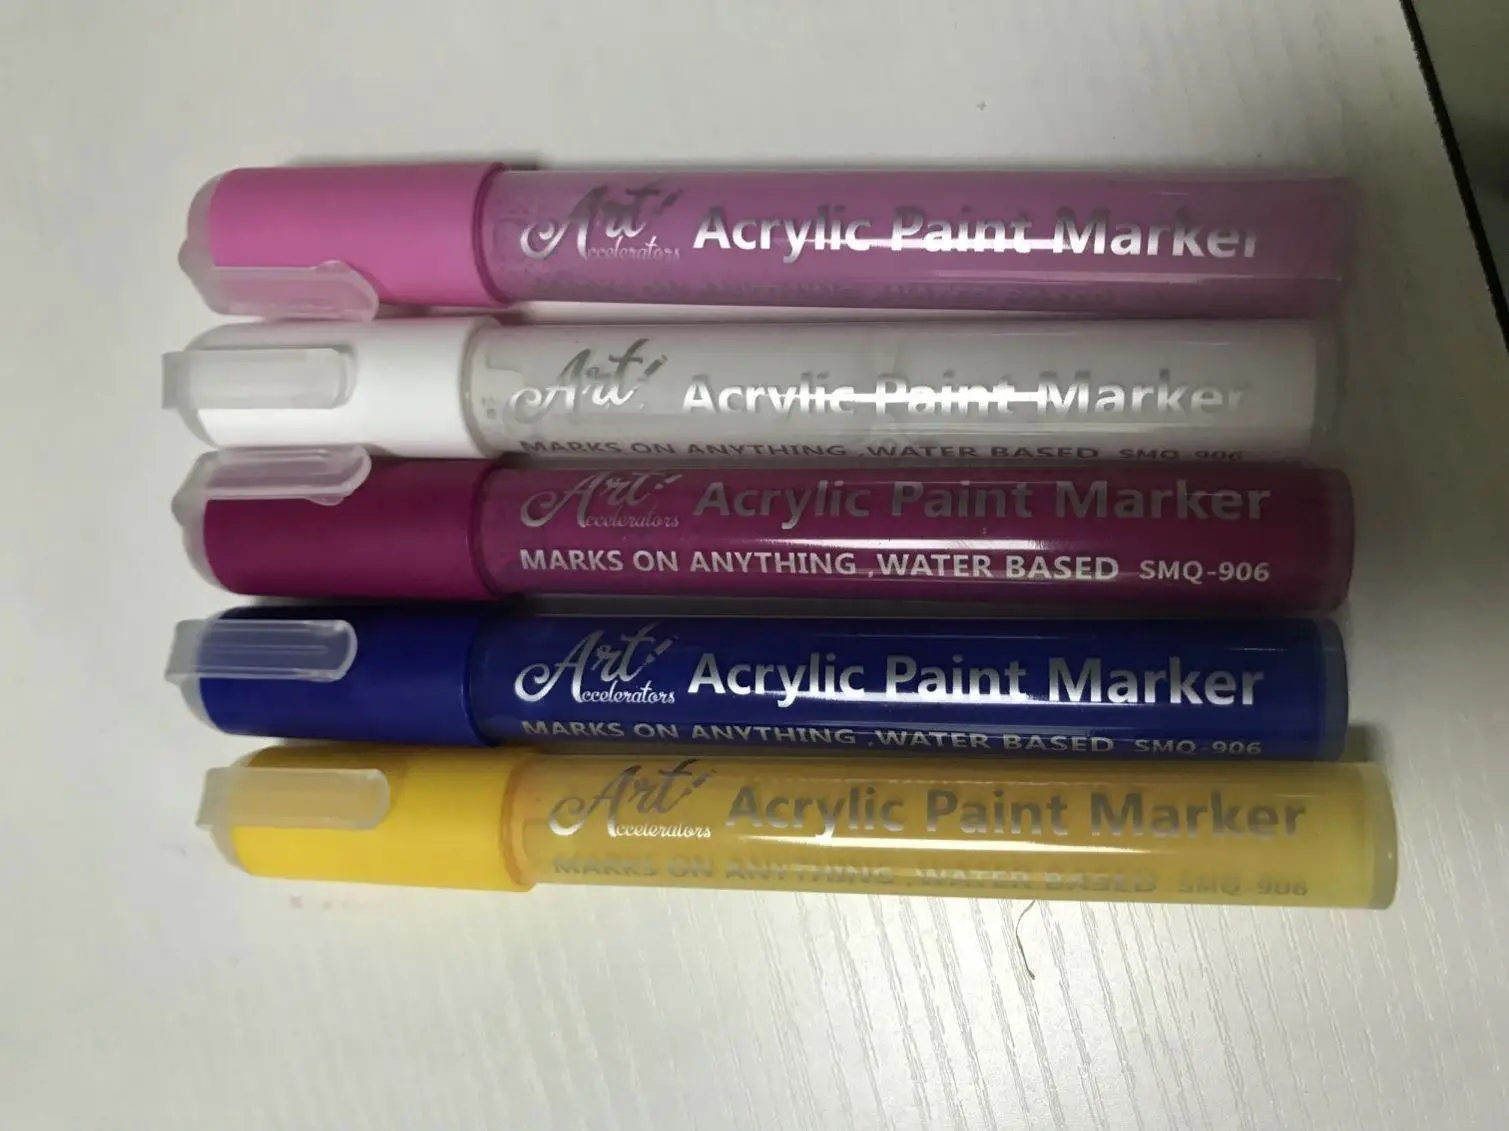 Art Accelerators Acrylic Paint Marker
Art Acrylic Paint Marker
MARKS ON ANYTHING ,WATER BASED SMQ-906
Art Accelerators Acrylic Paint Marker
MARKS ON ANYTHING ,WATER BASED SMQ-906
Art Accelerators Acrylic Paint Marker
MARKS ON ANYTHING ,WATER BASED SMQ-906
Art Accelerators Acrylic Paint Marker
MARKS ON ANYTHING ,WATER BASED SMQ-906